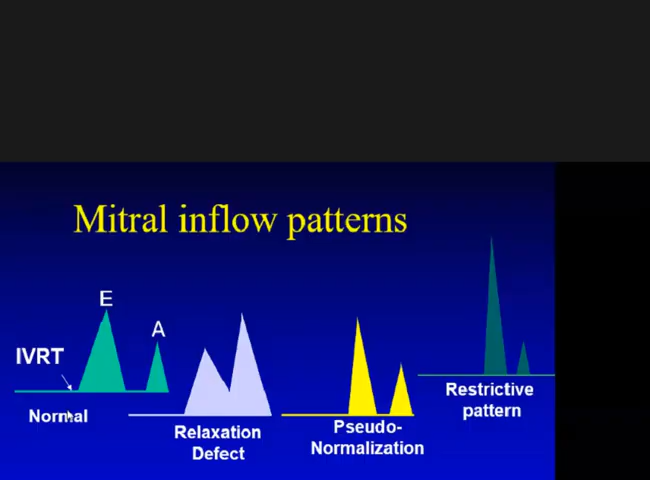 Mitral inflow patterns
E
A
IVRT
Normal
Relaxation
Defect
Pseudo-
Normalization
Restrictive
pattern